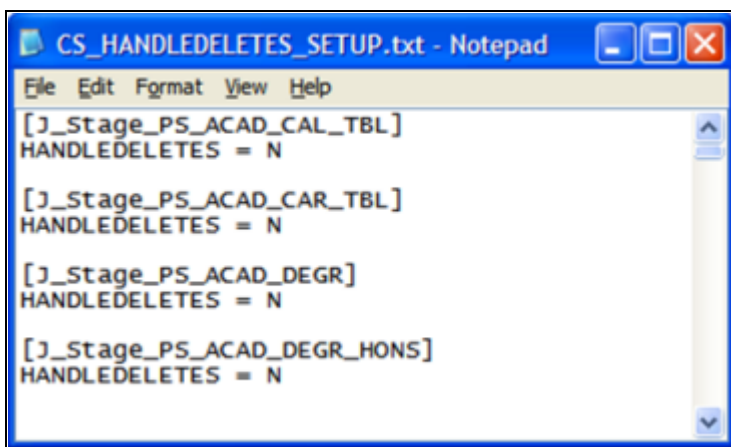 CS_HANDLEDELETES_SETUP.txt - Notepad
File Edit Format View Help
[J_Stage_PS_ACAD_CAL_TBL]
HANDLEDELETES = N
[J_Stage_PS_ACAD_CAR_TBL]
HANDLEDELETES = N
[J_Stage_PS_ACAD_DEGR]
HANDLEDELETES = N
[J_Stage_PS_ACAD_DEGR_HONS]
HANDLEDELETES = N